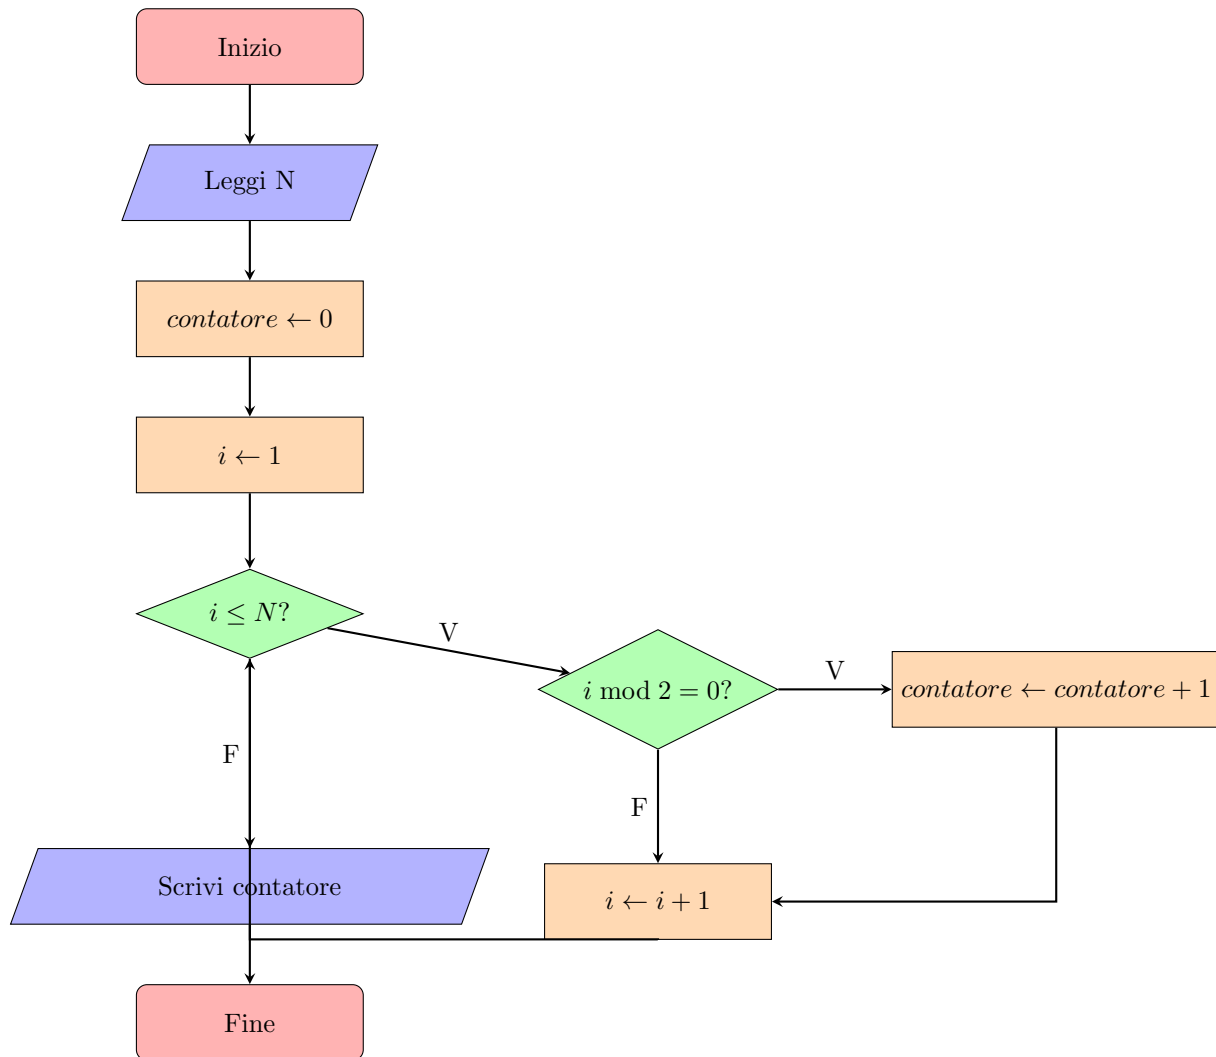 Inizio
Leggi N
contatore ← 0
i ← 1
i ≤ N?
V
i mod 2 = 0?
V
contatore ← contatore + 1
F
F
Scrivi contatore
i ← i + 1
Fine